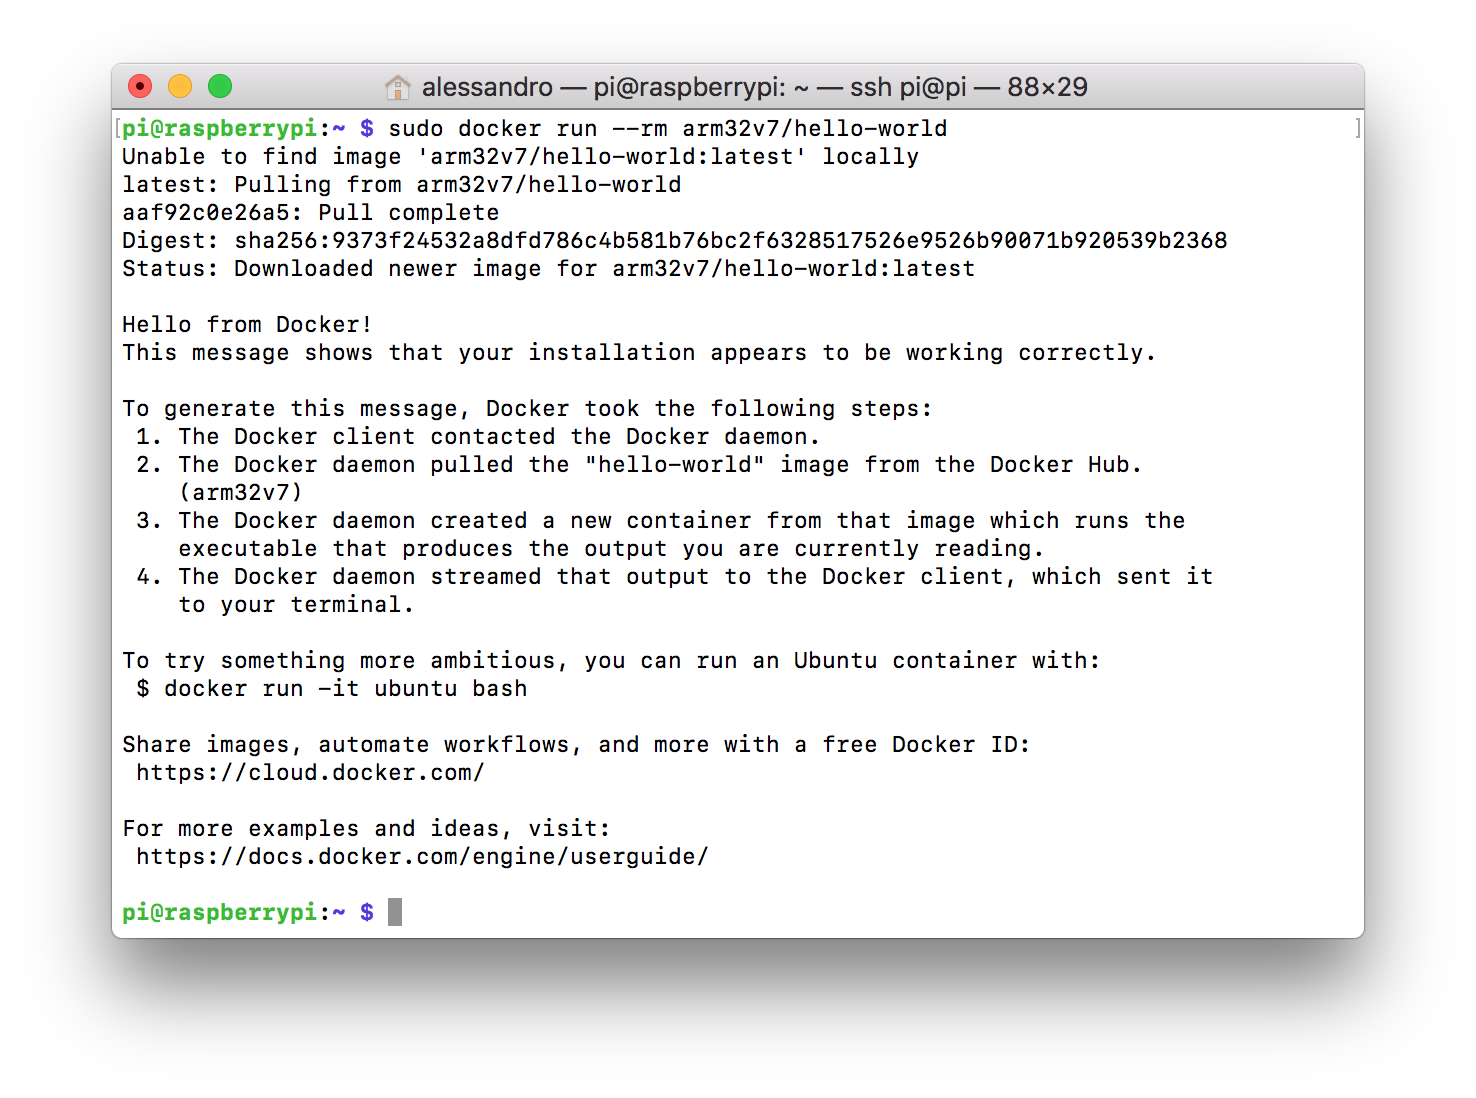 alessandro — pi@raspberrypi: ~ — ssh pi@pi — 88×29
pi@raspberrypi:~ $ sudo docker run --rm arm32v7/hello-world
Unable to find image 'arm32v7/hello-world:latest' locally
latest: Pulling from arm32v7/hello-world
aaf92c0e26a5: Pull complete
Digest: sha256:9373f24532a8dfd786c4b581b76bc2f6328517526e9526b90071b920539b2368
Status: Downloaded newer image for arm32v7/hello-world:latest
Hello from Docker!
This message shows that your installation appears to be working correctly.
To generate this message, Docker took the following steps:
1. The Docker client contacted the Docker daemon.
2. The Docker daemon pulled the "hello-world" image from the Docker Hub.
(arm32v7)
3. The Docker daemon created a new container from that image which runs the
executable that produces the output you are currently reading.
4. The Docker daemon streamed that output to the Docker client, which sent it
to your terminal.
To try something more ambitious, you can run an Ubuntu container with:
$ docker run -it ubuntu bash
Share images, automate workflows, and more with a free Docker ID:
https://cloud.docker.com/
For more examples and ideas, visit:
https://docs.docker.com/engine/userguide/
pi@raspberrypi:~ $